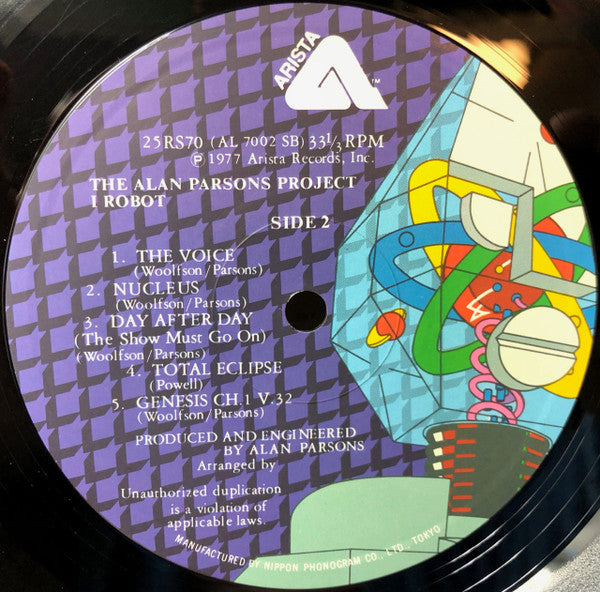 ARISTA
™
25RS70 (AL 7002 SB) 33 1/3 RPM
℗ 1977 Arista Records, Inc.
THE ALAN PARSONS PROJECT
I ROBOT
SIDE 2
1. THE VOICE
(Woolfson/Parsons)
2. NUCLEUS
(Woolfson/Parsons)
3. DAY AFTER DAY
(The Show Must Go On)
(Woolfson/Parsons)
4. TOTAL ECLIPSE
(Powell)
5. GENESIS CH.1 V.32
(Woolfson/Parsons)
PRODUCED AND ENGINEERED
BY ALAN PARSONS
Arranged by
Unauthorized duplication
is a violation of
applicable laws.
MANUFACTURED BY NIPPON PHONOGRAM CO., LTD., TOKYO